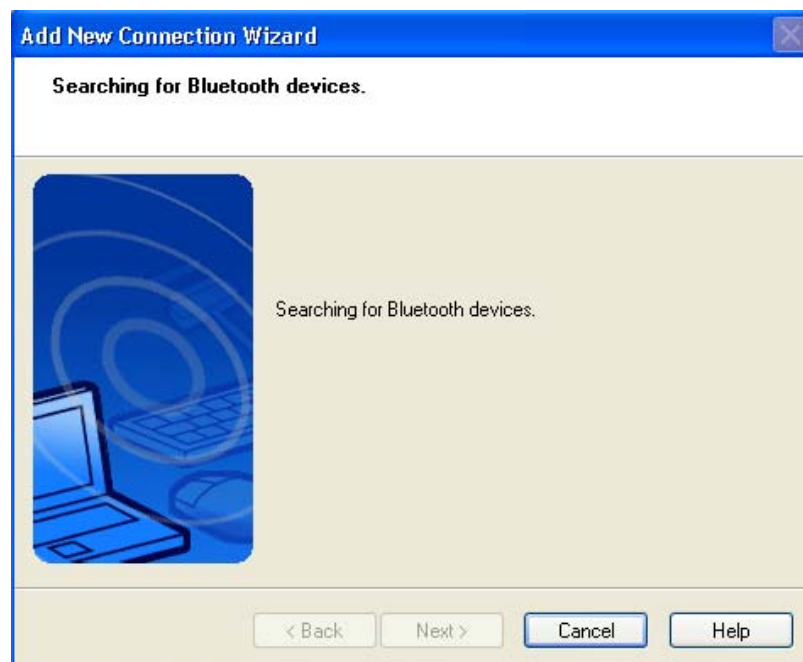 Add New Connection Wizard
Searching for Bluetooth devices.
Searching for Bluetooth devices.
< Back Next > Cancel Help